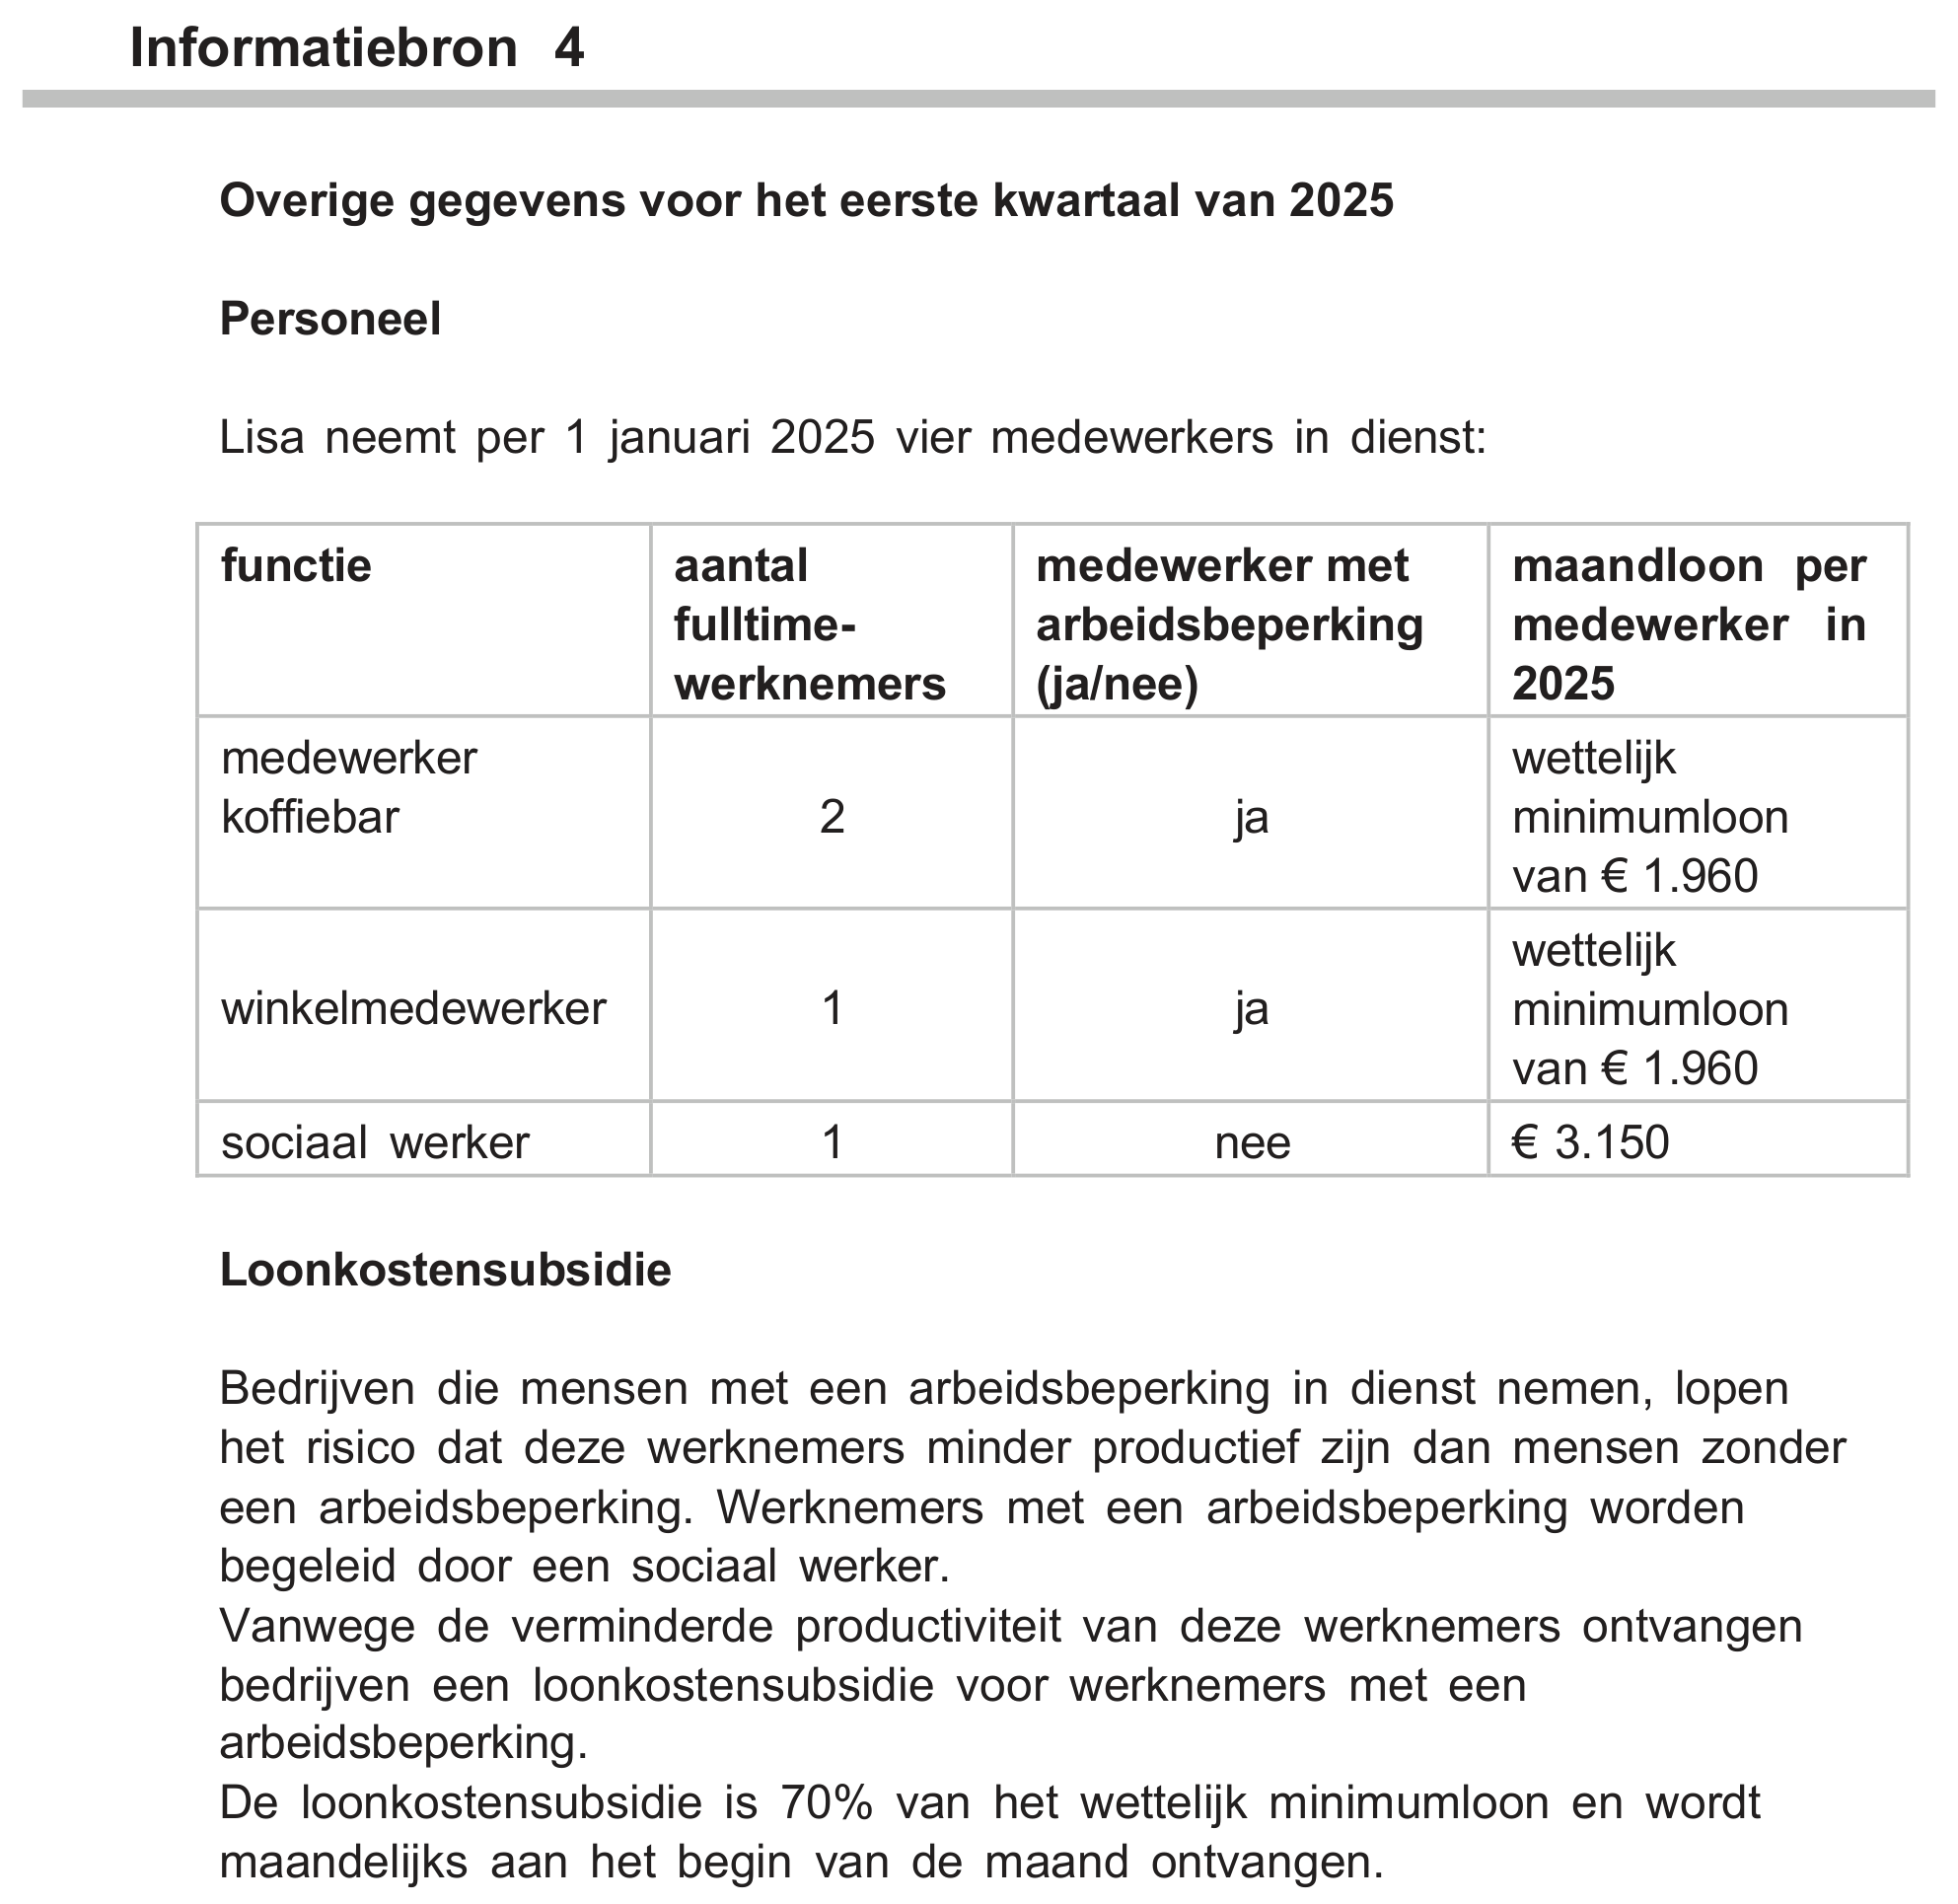 Informatiebron 4
Overige gegevens voor het eerste kwartaal van 2025
Personeel
Lisa neemt per 1 januari 2025 vier medewerkers in dienst:
functie
aantal
fulltime-
werknemers
medewerker met
arbeidsbeperking
(ja/nee)
maandloon per
medewerker in
2025
medewerker
koffiebar
2
ja
wettelijk
minimumloon
van € 1.960
winkelmedewerker
1
ja
wettelijk
minimumloon
van € 1.960
sociaal werker
1
nee
€ 3.150
Loonkostensubsidie
Bedrijven die mensen met een arbeidsbeperking in dienst nemen, lopen
het risico dat deze werknemers minder productief zijn dan mensen zonder
een arbeidsbeperking. Werknemers met een arbeidsbeperking worden
begeleid door een sociaal werker.
Vanwege de verminderde productiviteit van deze werknemers ontvangen
bedrijven een loonkostensubsidie voor werknemers met een
arbeidsbeperking.
De loonkostensubsidie is 70% van het wettelijk minimumloon en wordt
maandelijks aan het begin van de maand ontvangen.